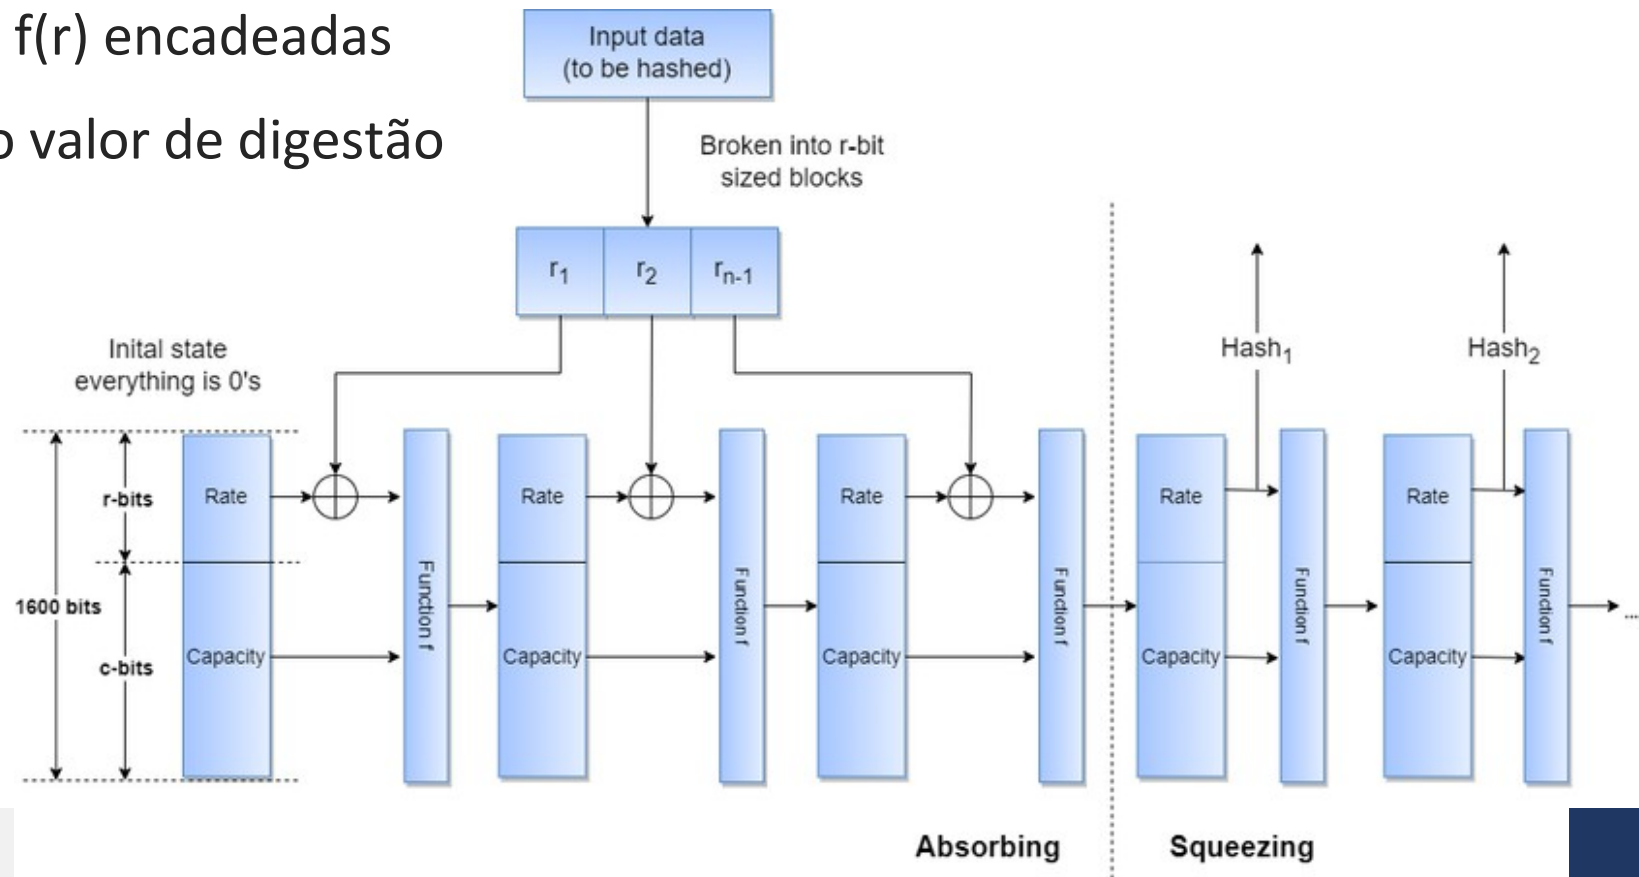 f(r) encadeadas
o valor de digestão
Input data
(to be hashed)
Broken into r-bit
sized blocks
r1 r2 rn-1
Inital state
everything is 0's
Hash1 Hash2
r-bits
1600 bits
c-bits
Rate
Capacity
Function f
Rate
Capacity
Function f
Rate
Capacity
Function f
Rate
Capacity
Function f
Rate
Capacity
Function f
...
Absorbing Squeezing